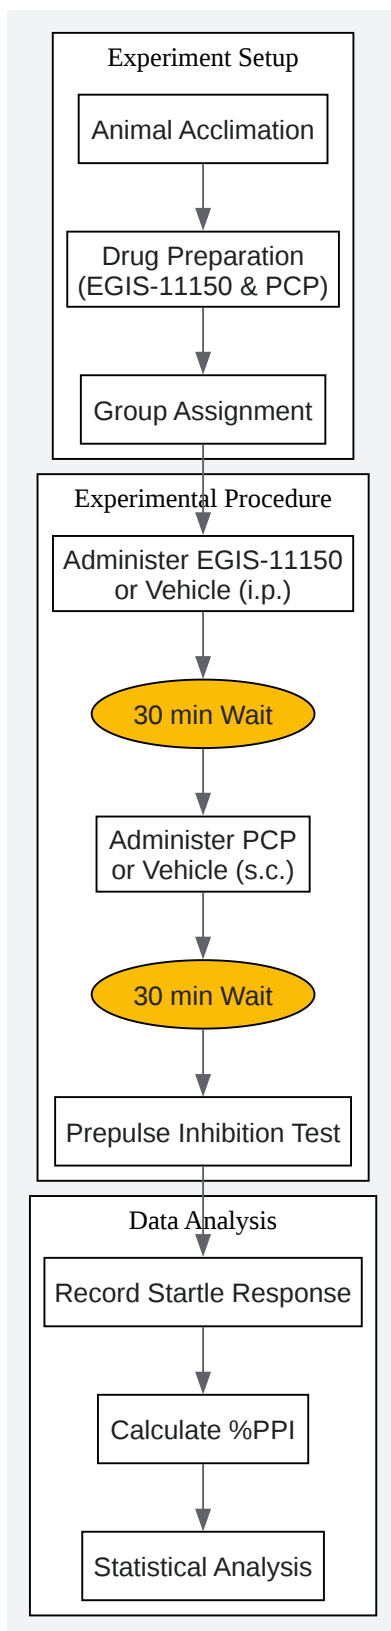 Experiment Setup
Animal Acclimation
Drug Preparation
(EGIS-11150 & PCP)
Group Assignment
Experimental Procedure
Administer EGIS-11150
or Vehicle (i.p.)
30 min Wait
Administer PCP
or Vehicle (s.c.)
30 min Wait
Prepulse Inhibition Test
Data Analysis
Record Startle Response
Calculate %PPI
Statistical Analysis